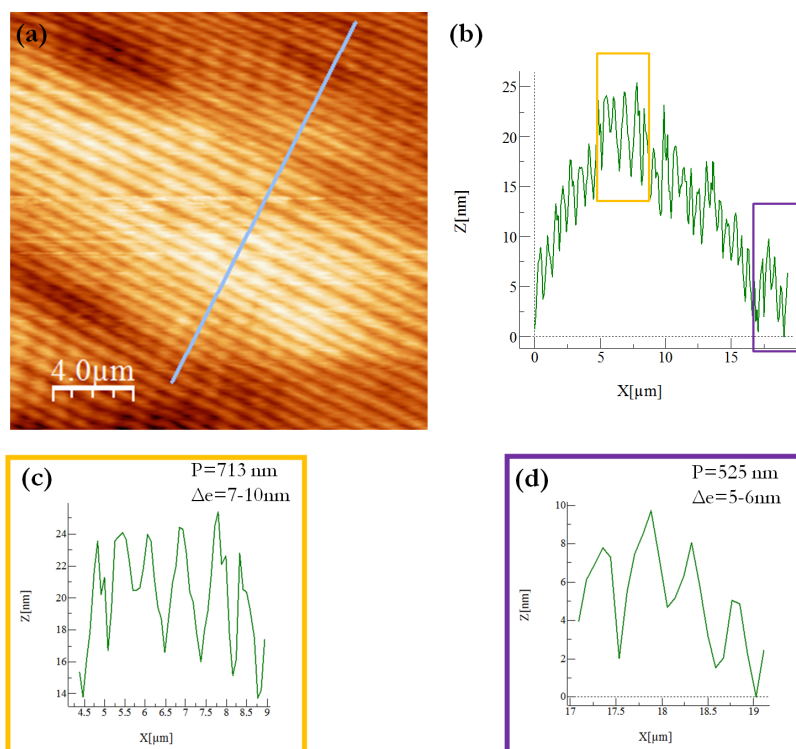 (a)
4.0µm
(b)
Z[nm]
25
20
15
10
5
0
0
5
10
15
X[µm]
(c)
P=713 nm
Δe=7-10nm
Z[nm]
24
22
20
18
16
14
4.5
5
5.5
6
6.5
7
7.5
8
8.5
9
X[µm]
(d)
P=525 nm
Δe=5-6nm
Z[nm]
10
8
6
4
2
0
17
17.5
18
18.5
19
X[µm]